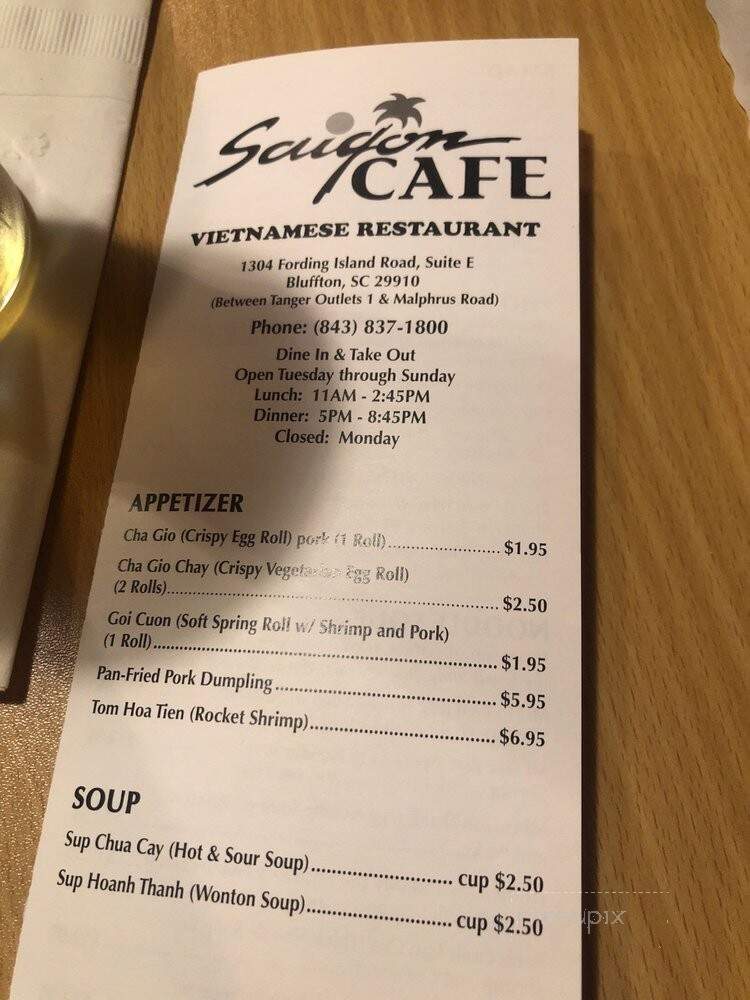 Saigon
CAFE
VIETNAMESE RESTAURANT
1304 Fording Island Road, Suite E
Bluffton, SC 29910
(Between Tanger Outlets 1 & Malphrus Road)
Phone: (843) 837-1800
Dine In & Take Out
Open Tuesday through Sunday
Lunch: 11AM - 2:45PM
Dinner: 5PM - 8:45PM
Closed: Monday
APPETIZER
Cha Gio (Crispy Egg Roll) pork (1 Roll)........................ $1.95
Cha Gio Chay (Crispy Vegetarian Egg Roll)
(2 Rolls)........................ $2.50
Goi Cuon (Soft Spring Roll w/ Shrimp and Pork)
(1 Roll)........................ $1.95
Pan-Fried Pork Dumpling........................ $5.95
Tom Hoa Tien (Rocket Shrimp)........................ $6.95
SOUP
Sup Chua Cay (Hot & Sour Soup)........................ cup $2.50
Sup Hoanh Thanh (Wonton Soup)........................ cup $2.50